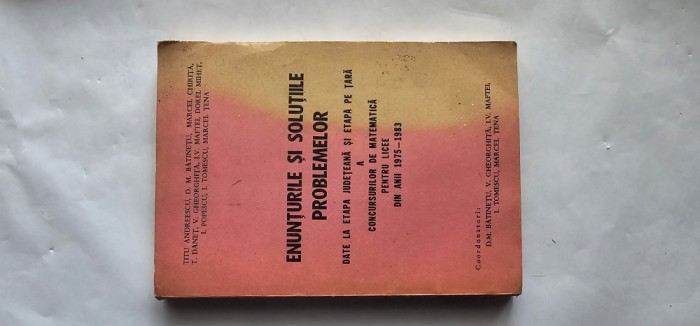 TITU ANDREESCU, D. M. BĂTINEȚU, MARCEL CHIRIȚĂ,
T. DANEȚ, V. GHEORGHIȚĂ, I.V. MAFTEI, DOREL MIHEȚ,
I. POPESCU, I. TOMESCU, MARCEL ȚENA
ENUNȚURILE ȘI SOLUȚIILE
PROBLEMELOR
DATE LA ETAPA JUDEȚEANĂ ȘI ETAPA PE ȚARĂ
A
CONCURSURILOR DE MATEMATICĂ
PENTRU LICEE
DIN ANII 1975—1983
Coordonatori:
D.M. BĂTINEȚU, V. GHEORGHIȚĂ, I.V. MAFTEI,
I. TOMESCU, MARCEL ȚENA